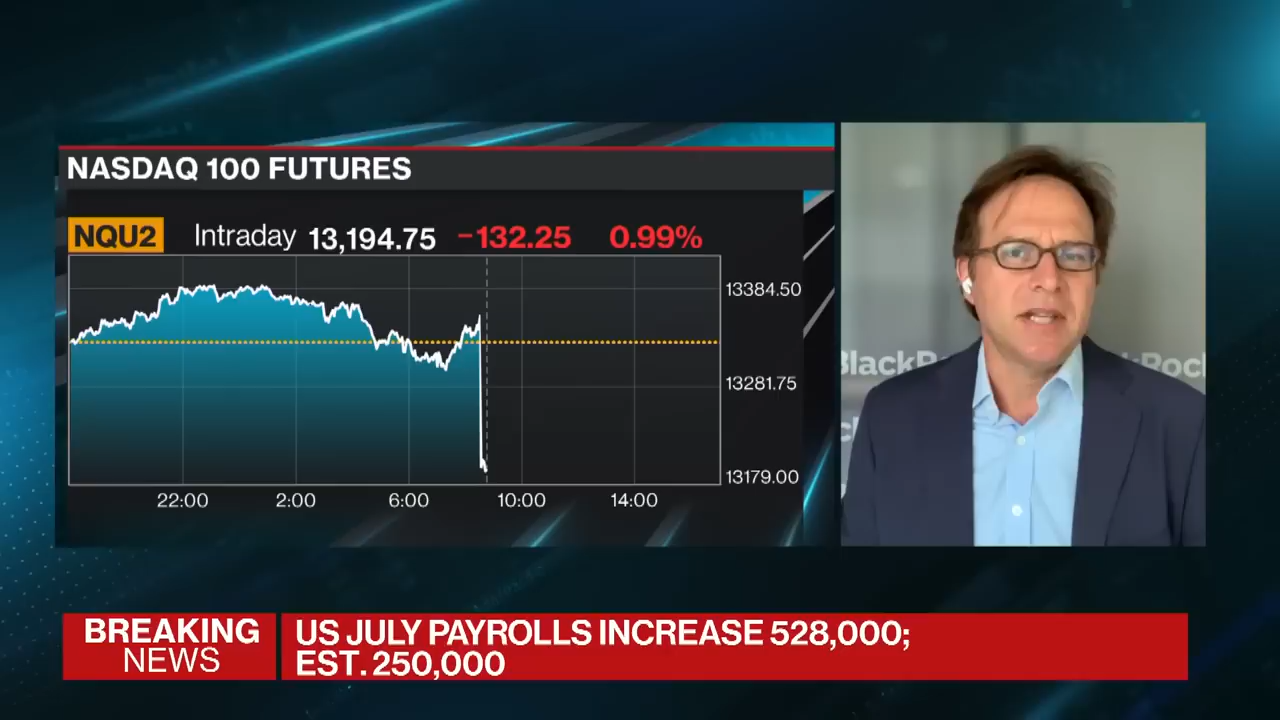 NASDAQ 100 FUTURES
NQU2 Intraday 13,194.75 -132.25 0.99%
13384.50
13281.75
13179.00
22:00 2:00 6:00 10:00 14:00
BlackRock
BREAKING NEWS
US JULY PAYROLLS INCREASE 528,000;
EST. 250,000